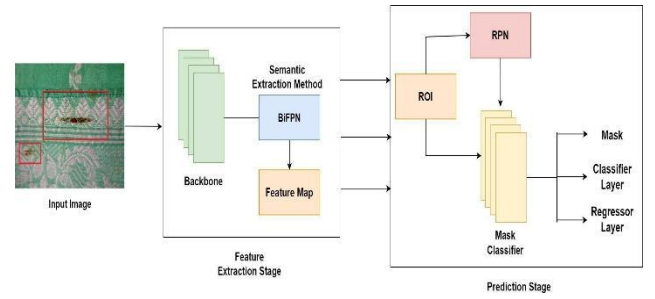 Input Image
Backbone
Semantic
Extraction Method
BiFPN
Feature Map
Feature
Extraction Stage
ROI
RPN
Mask
Classifier
Mask
Classifier
Layer
Regressor
Layer
Prediction Stage